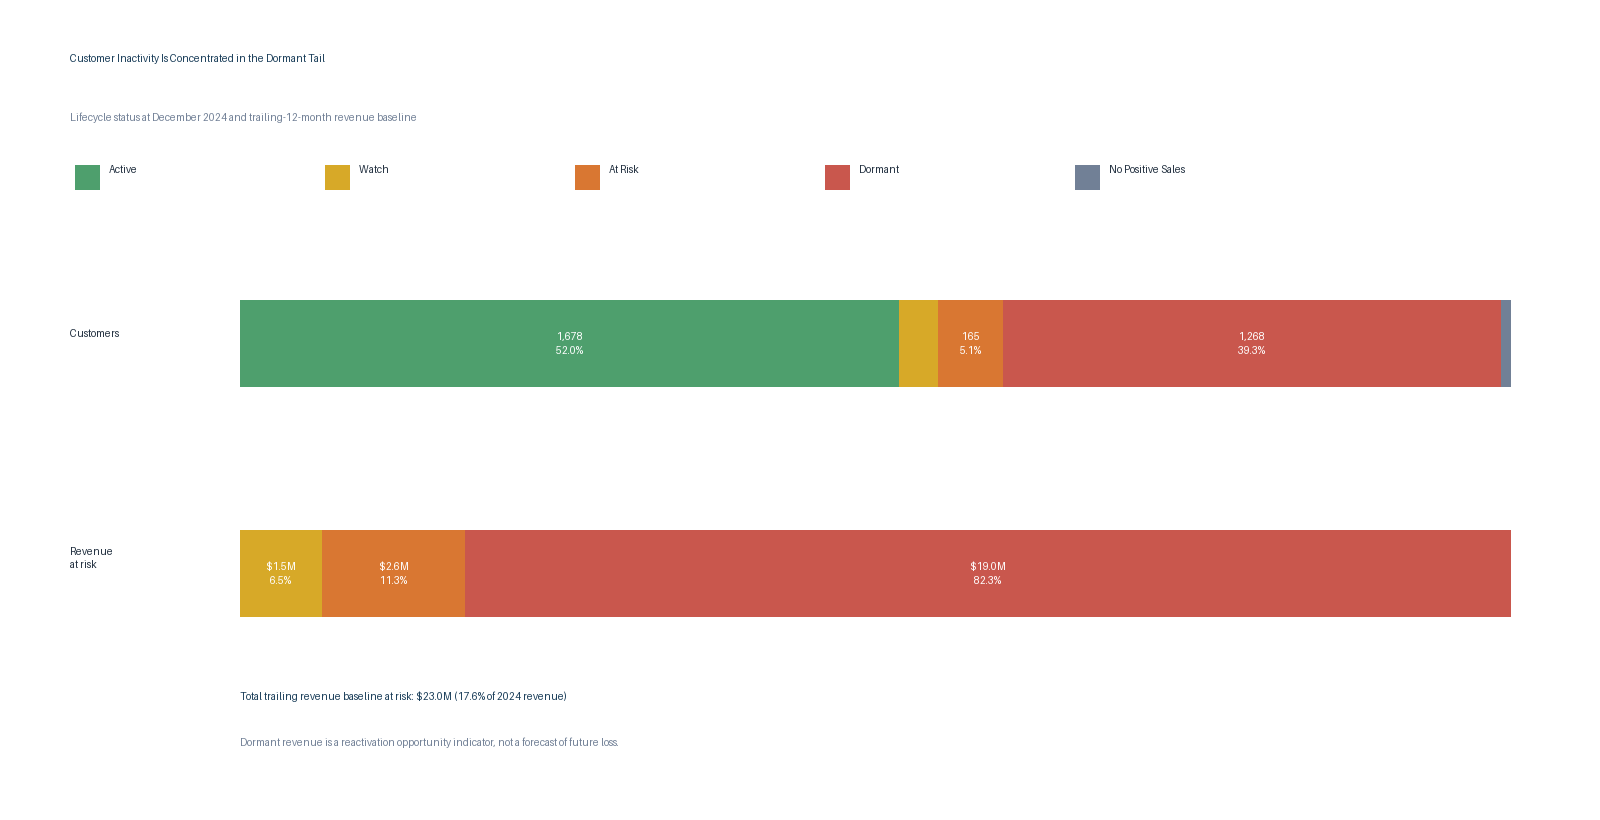 Customer Inactivity Is Concentrated in the Dormant Tail
Lifecycle status at December 2024 and trailing-12-month revenue baseline
Active
Watch
At Risk
Dormant
No Positive Sales
Customers
1,678
52.0%
165
5.1%
1,268
39.3%
Revenue
at risk
$1.5M
6.5%
$2.6M
11.3%
$19.0M
82.3%
Total trailing revenue baseline at risk: $23.0M (17.6% of 2024 revenue)
Dormant revenue is a reactivation opportunity indicator, not a forecast of future loss.